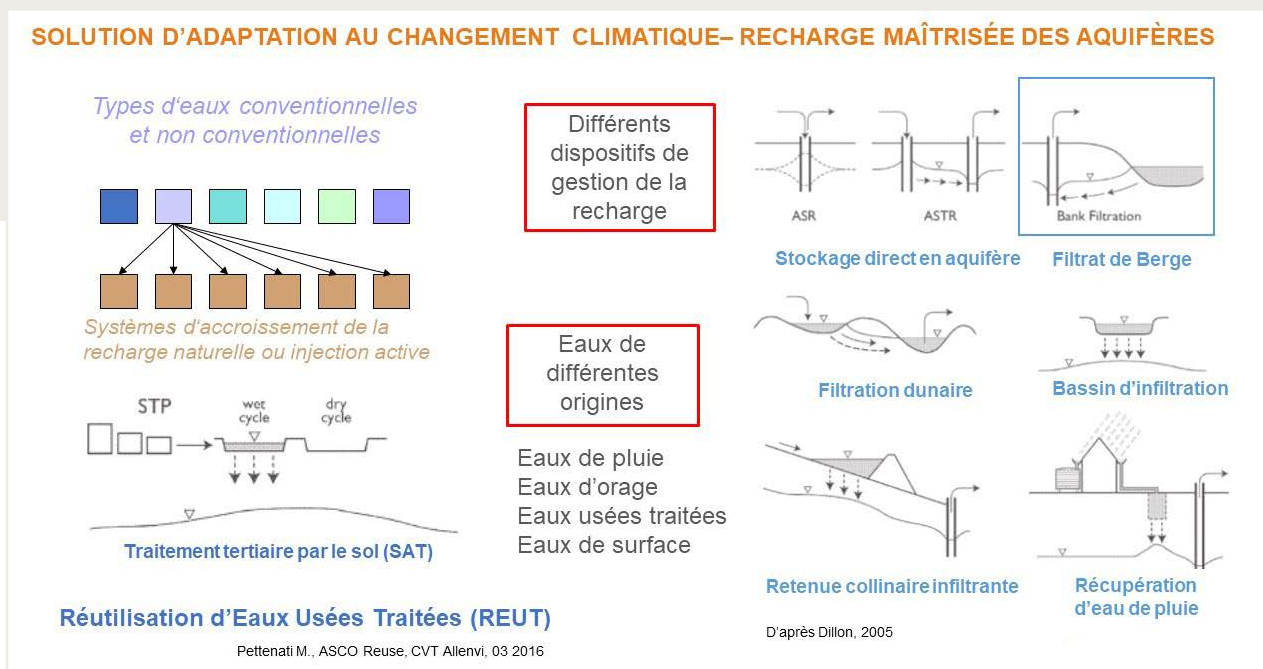 SOLUTION D’ADAPTATION AU CHANGEMENT CLIMATIQUE– RECHARGE MAÎTRISÉE DES AQUIFÈRES
Types d‘eaux conventionnelles
et non conventionnelles
Systèmes d‘accroissement de la
recharge naturelle ou injection active
STP
wet
cycle
dry
cycle
Traitement tertiaire par le sol (SAT)
Réutilisation d’Eaux Usées Traitées (REUT)
Pettenati M., ASCO Reuse, CVT Allenvi, 03 2016
Différents
dispositifs de
gestion de la
recharge
Eaux de
différentes
origines
Eaux de pluie
Eaux d’orage
Eaux usées traitées
Eaux de surface
ASR
ASTR
Bank Filtration
Stockage direct en aquifère
Filtrat de Berge
Filtration dunaire
Bassin d’infiltration
Retenue collinaire infiltrante
Récupération
d’eau de pluie
D’après Dillon, 2005